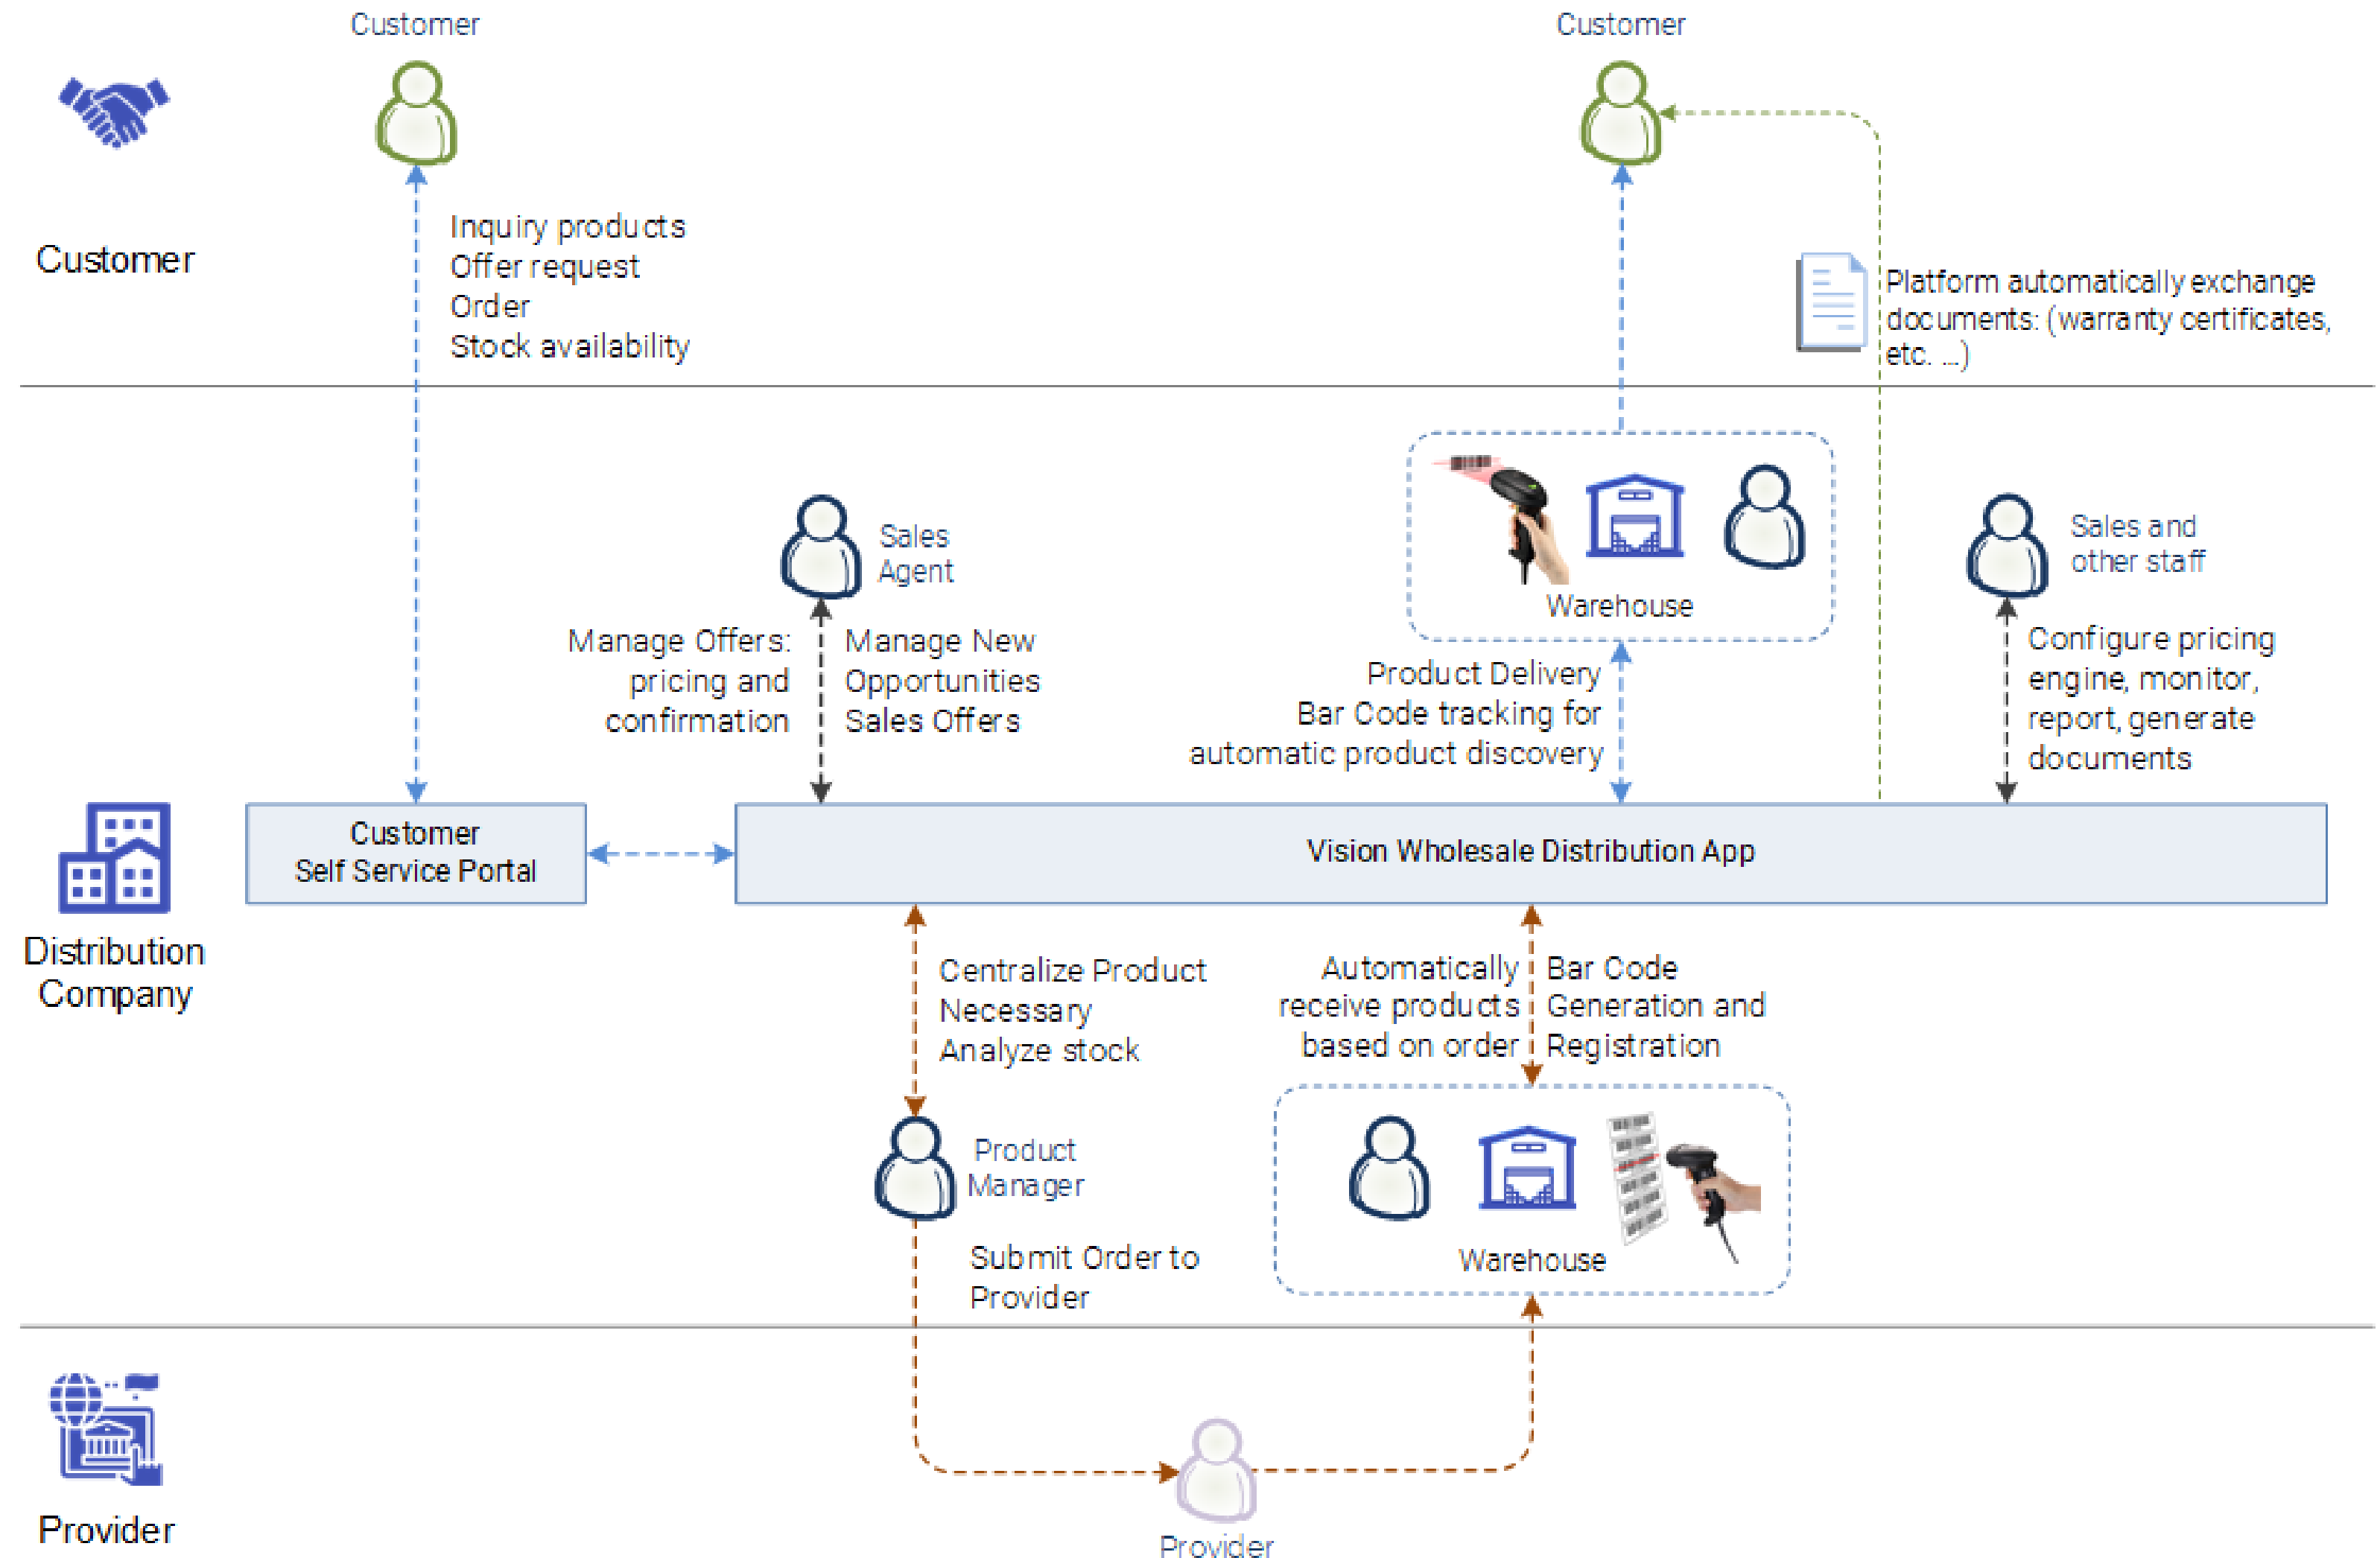 Customer
Customer
Customer
Inquiry products
Offer request
Order
Stock availability
Platform automatically exchange
documents: (warranty certificates,
etc. ...)
Sales
Agent
Manage Offers:
pricing and
confirmation
Manage New
Opportunities
Sales Offers
Warehouse
Product Delivery
Bar Code tracking for
automatic product discovery
Sales and
other staff
Configure pricing
engine, monitor,
report, generate
documents
Distribution
Company
Customer
Self Service Portal
Vision Wholesale Distribution App
Centralize Product
Necessary
Analyze stock
Automatically
receive products
based on order
Bar Code
Generation and
Registration
Product
Manager
Warehouse
Submit Order to
Provider
Provider
Provider